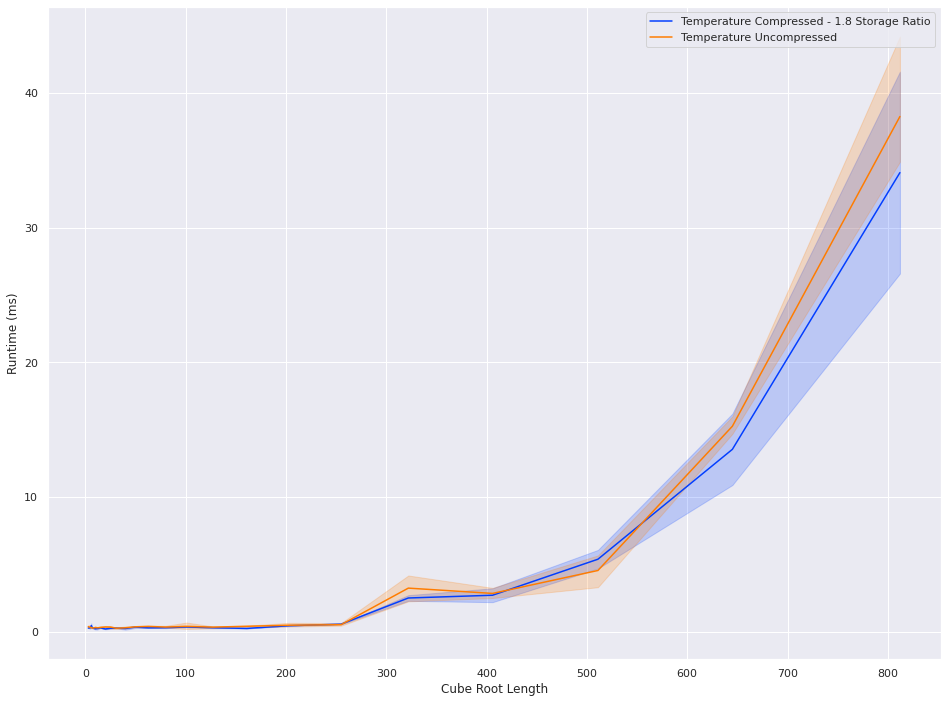 Temperature Compressed - 1.8 Storage Ratio
Temperature Uncompressed
Runtime (ms)
40
30
20
10
0
0 100 200 300 400 500 600 700 800
Cube Root Length